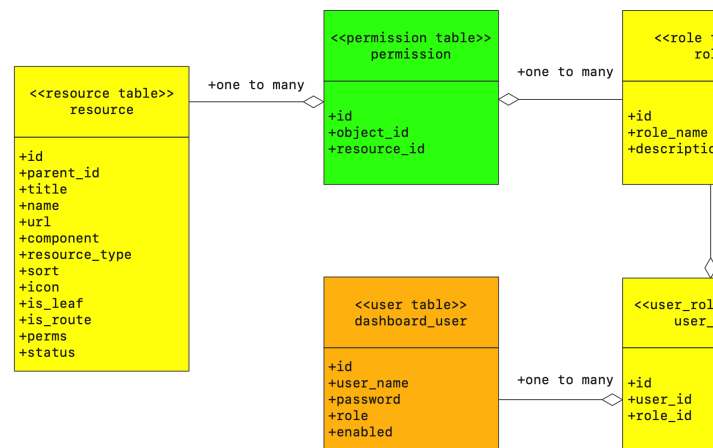 <<resource table>>
resource
+id
+parent_id
+title
+name
+url
+component
+resource_type
+sort
+icon
+is_leaf
+is_route
+perms
+status
+one to many
<<permission table>>
permission
+id
+object_id
+resource_id
+one to many
<<role
+id
+role_name
<<user table>>
dashboard_user
+id
+user_name
+password
+role
+enabled
+one to many
+id
+user_id
+role_id